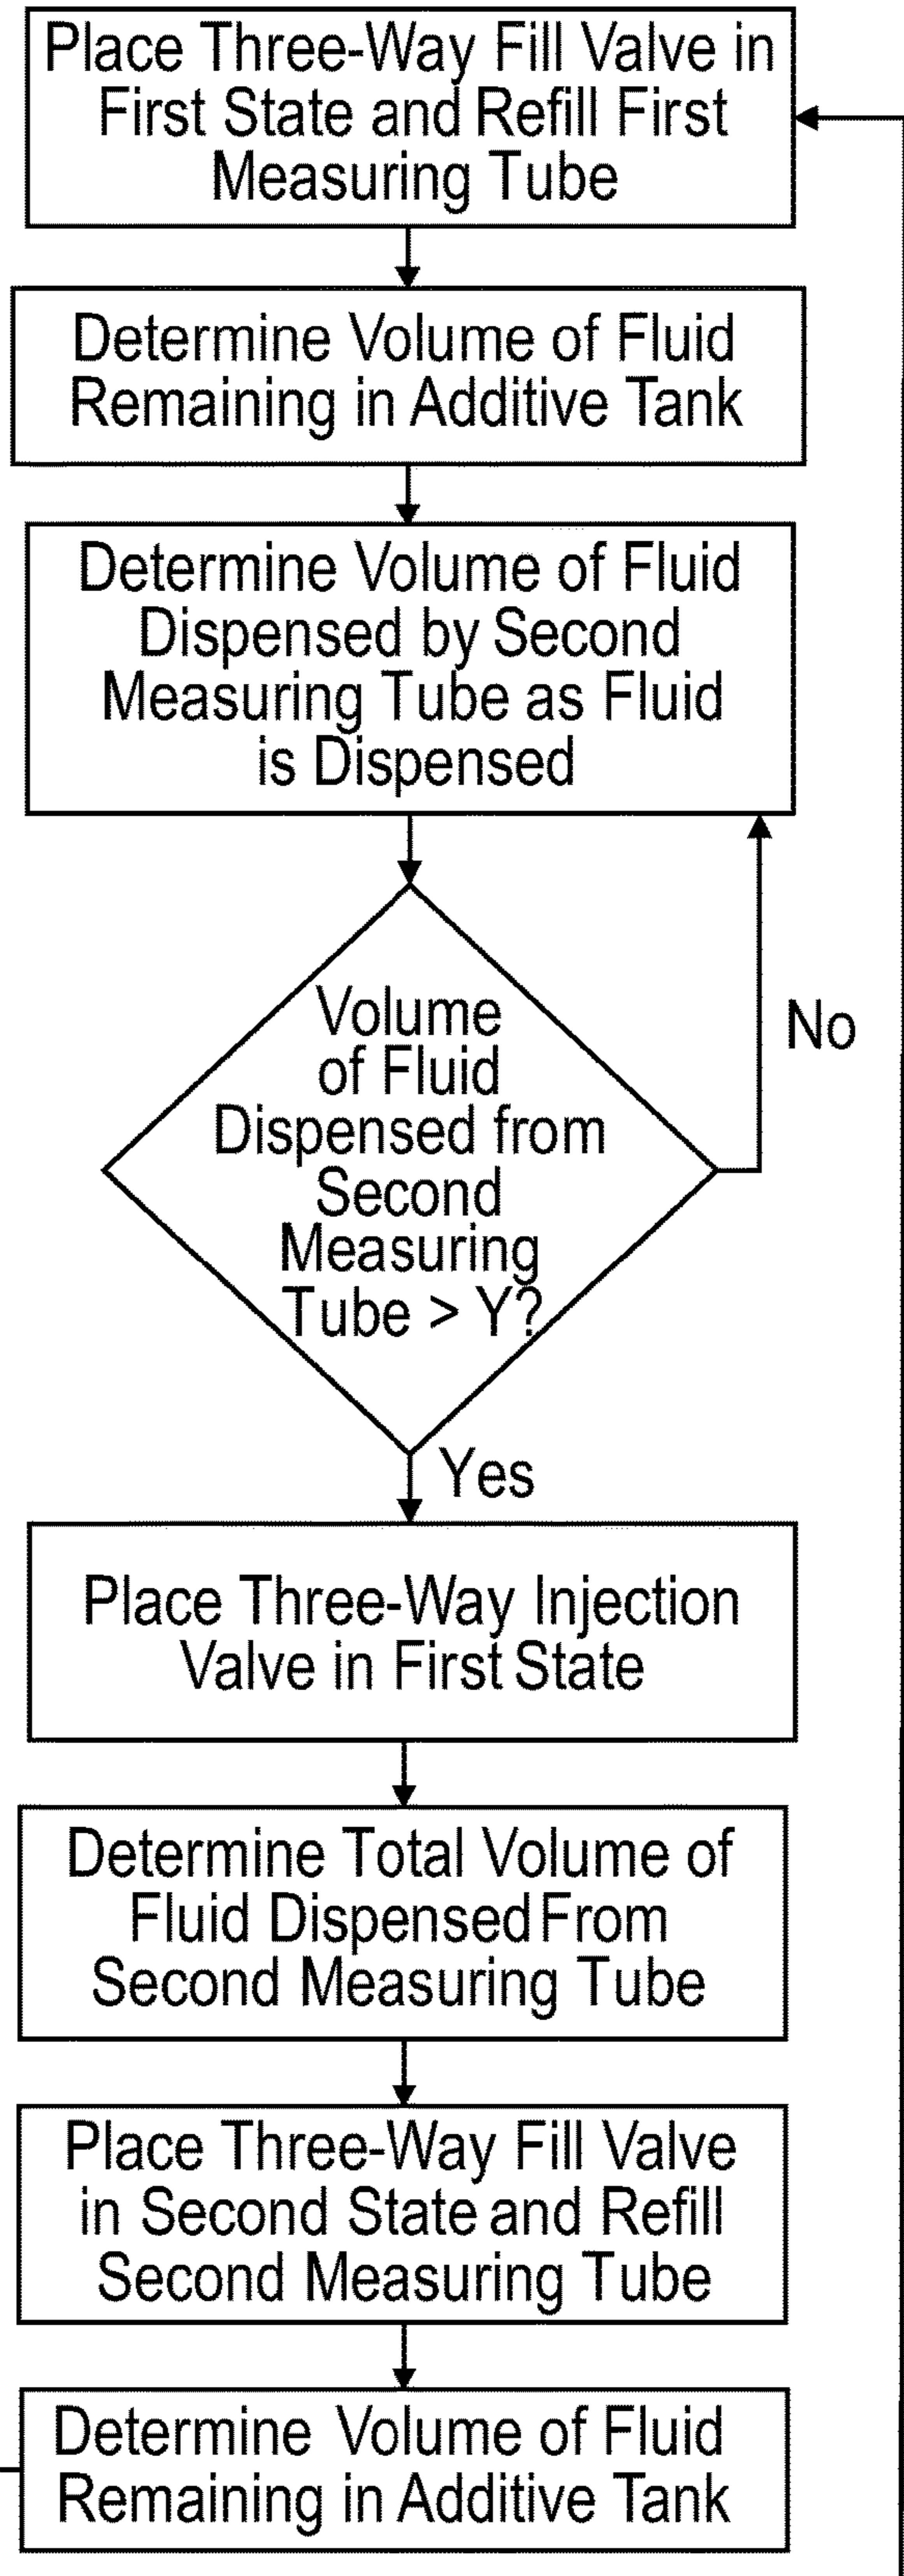 Place Three-Way Fill Valve in
First State and Refill First
Measuring Tube
Determine Volume of Fluid
Remaining in Additive Tank
Determine Volume of Fluid
Dispensed by Second
Measuring Tube as Fluid
is Dispensed
Volume
of Fluid
Dispensed from
Second
Measuring
Tube > Y?
No
Yes
Place Three-Way Injection
Valve in First State
Determine Total Volume of
Fluid Dispensed From
Second Measuring Tube
Place Three-Way Fill Valve
in Second State and Refill
Second Measuring Tube
Determine Volume of Fluid
Remaining in Additive Tank